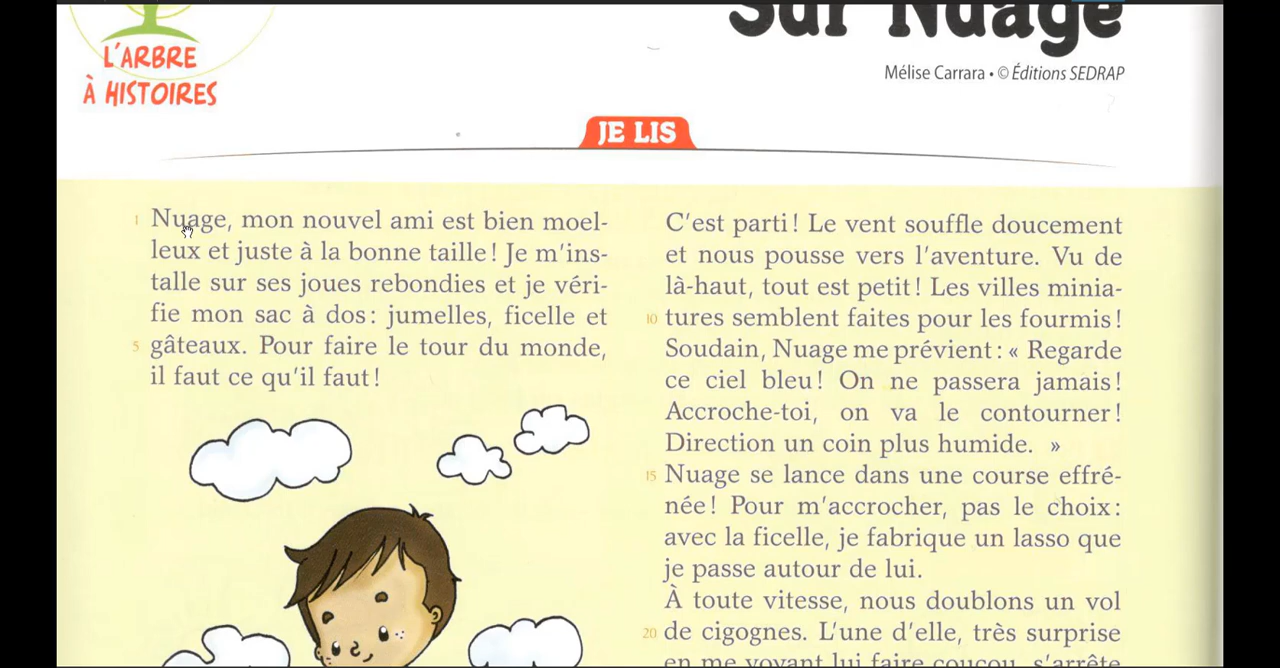 L'ARBRE
À HISTOIRES
Sur Nuage
Mélise Carrara • © Éditions SEDRAP
JE LIS
1 Nuage, mon nouvel ami est bien moel-
leux et juste à la bonne taille ! Je m'ins-
talle sur ses joues rebondies et je véri-
fie mon sac à dos : jumelles, ficelle et
5 gâteaux. Pour faire le tour du monde,
il faut ce qu'il faut !
C'est parti ! Le vent souffle doucement
et nous pousse vers l'aventure. Vu de
là-haut, tout est petit ! Les villes minia-
10 tures semblent faites pour les fourmis !
Soudain, Nuage me prévient : « Regarde
ce ciel bleu ! On ne passera jamais !
Accroche-toi, on va le contourner !
Direction un coin plus humide. »
15 Nuage se lance dans une course effré-
née ! Pour m'accrocher, pas le choix :
avec la ficelle, je fabrique un lasso que
je passe autour de lui.
À toute vitesse, nous doublons un vol
20 de cigognes. L'une d'elle, très surprise
en me voyant lui faire coucou, s'arrête